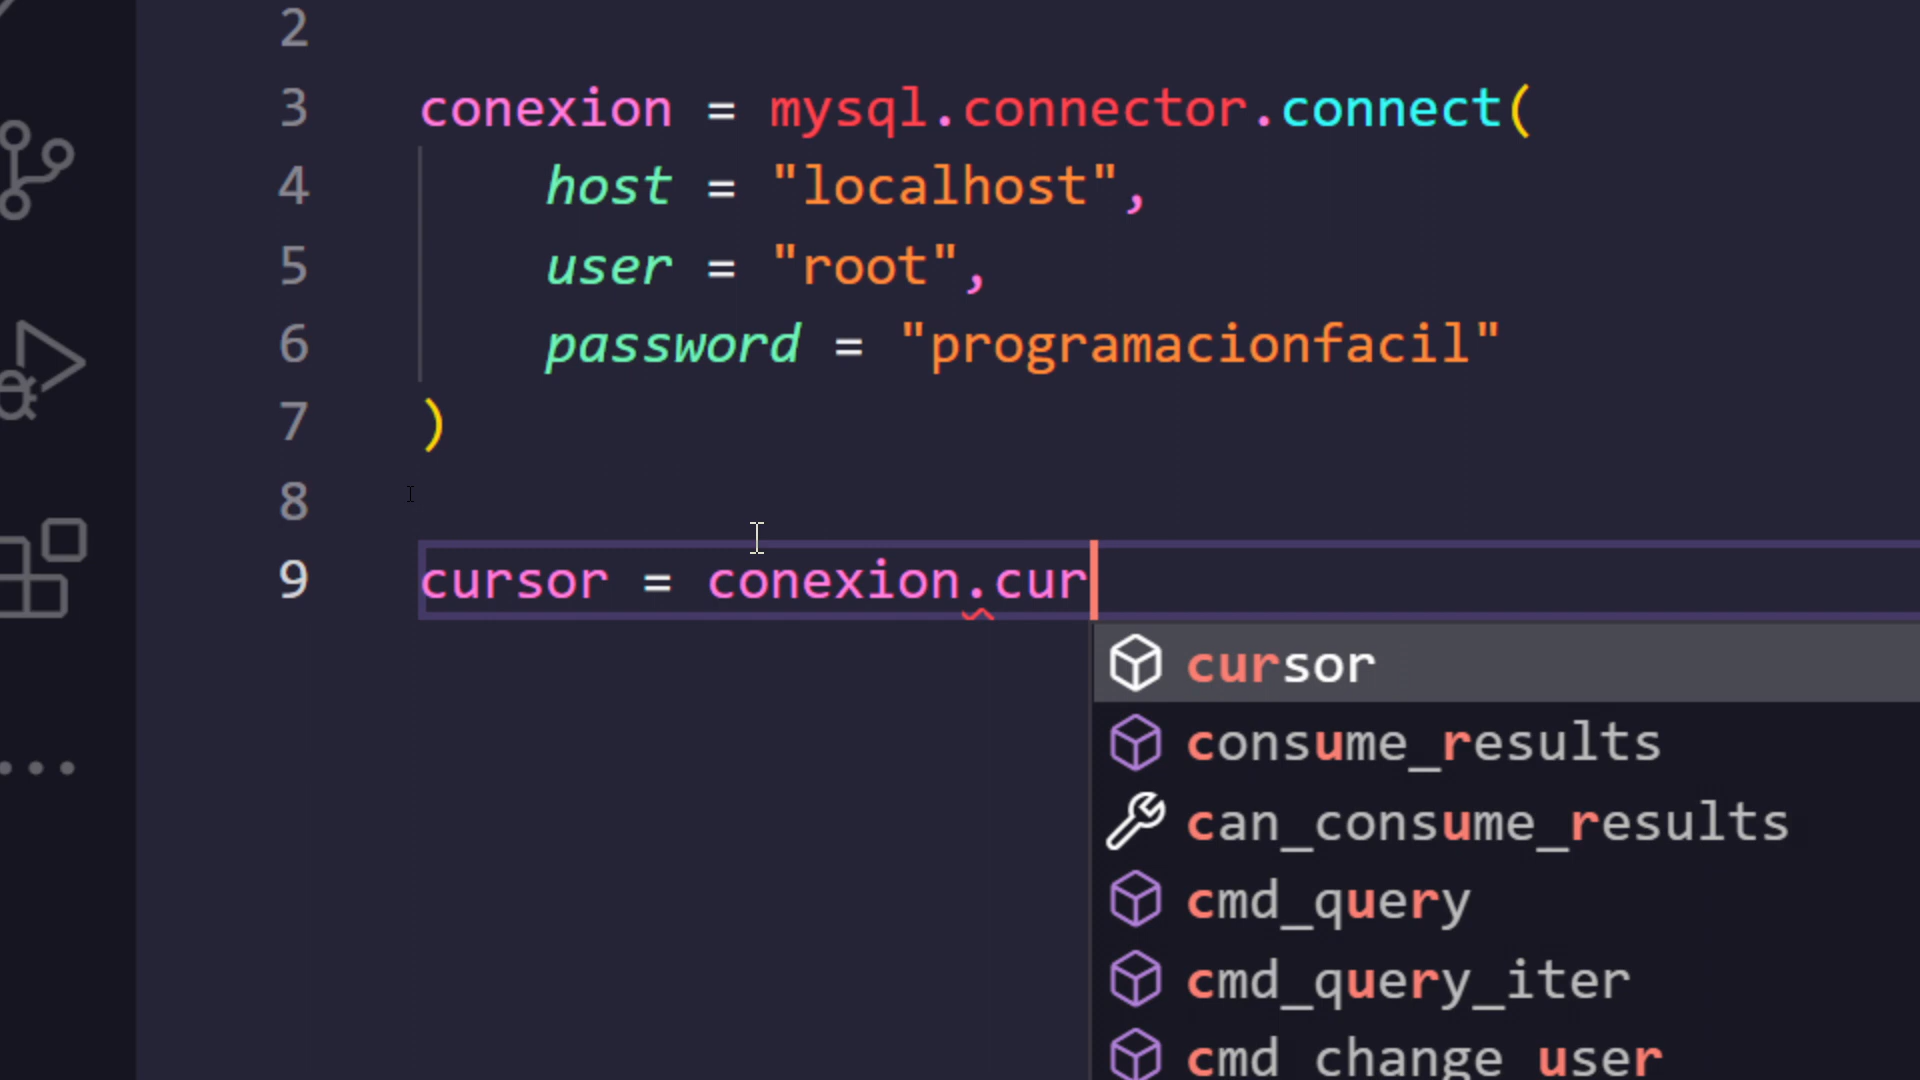 2
3 conexion = mysql.connector.connect(
4 host = "localhost",
5 user = "root",
6 password = "programacionfacil"
7 )
8
9 cursor = conexion.cur
cursor
consume_results
can_consume_results
cmd_query
cmd_query_iter
cmd_change_user